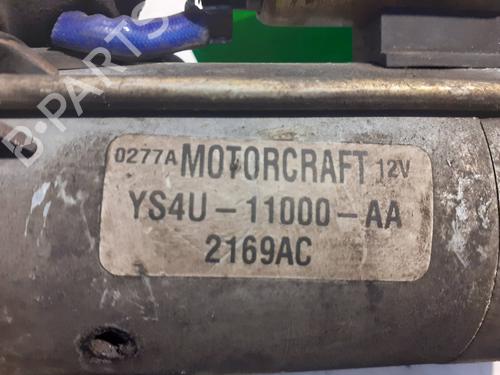 0277A MOTORCRAFT 12V
YS4U-11000-AA
2169AC
B-PARTS